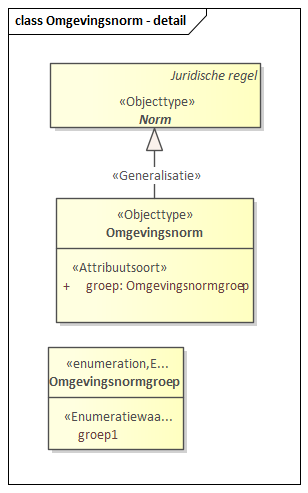 class Omgevingsnorm - detail
Juridische regel
«Objecttype»
Norm
«Generalisatie»
«Objecttype»
Omgevingsnorm
«Attribuutsoort»
+ groep: Omgevingsnormgroep
«enumeration,E...
Omgevingsnormgroep
«Enumeratiewaa...
groep1